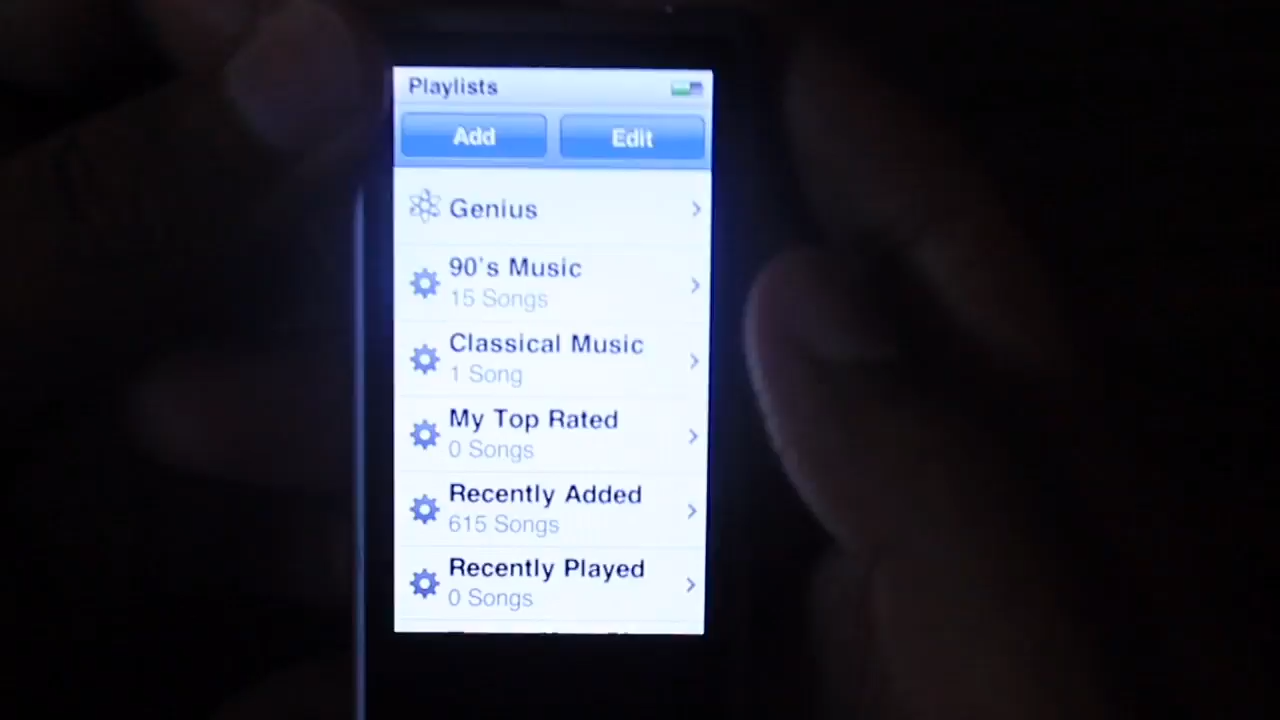 Playlists
Add
Edit
Genius
90's Music
15 Songs
Classical Music
1 Song
My Top Rated
0 Songs
Recently Added
615 Songs
Recently Played
0 Songs